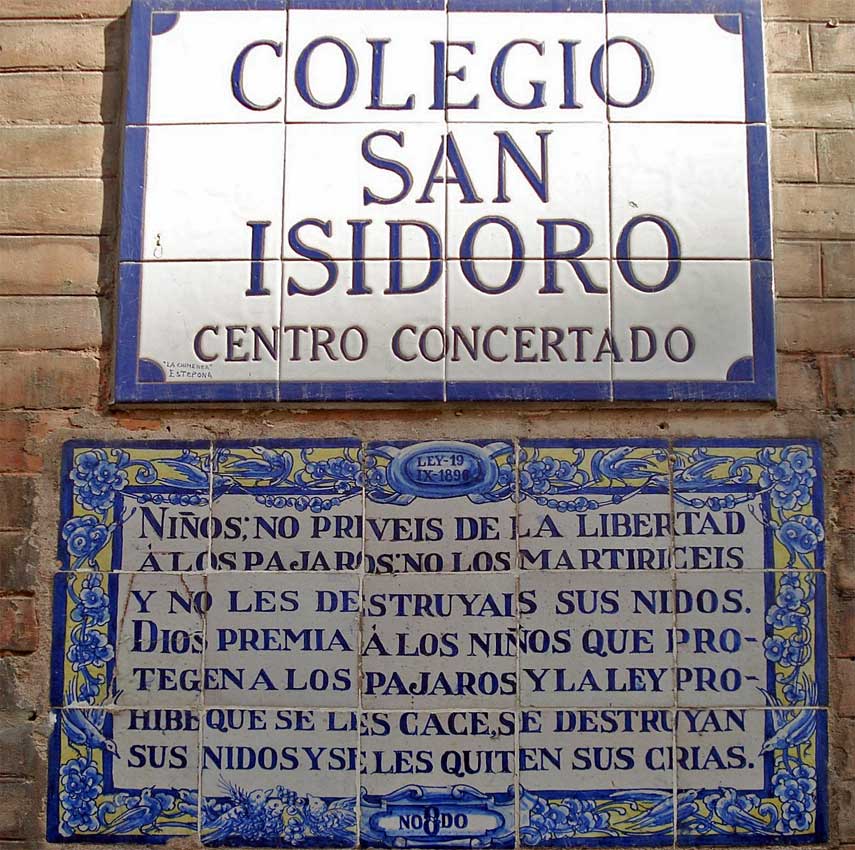 COLEGIO
SAN
ISIDORO
CENTRO CONCERTADO
"LA CHIMENEA"
ESTEPONA
LEY-19
IX-1896
NIÑOS; NO PRIVEIS DE LA LIBERTAD
Á LOS PAJAROS; NO LOS MARTIRICEIS
Y NO LES DESTRUYAIS SUS NIDOS.
DIOS PREMIA Á LOS NIÑOS QUE PRO-
TEGEN A LOS PAJAROS Y LA LEY PRO-
HIBE QUE SE LES CACE, SE DESTRUYAN
SUS NIDOS Y SE LES QUITEN SUS CRIAS.
NO8DO